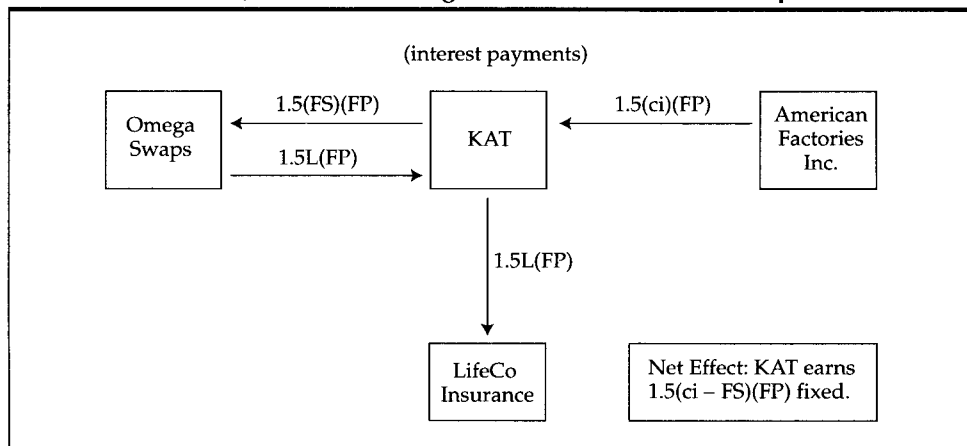 (interest payments)
1.5(FS)(FP)
1.5(ci)(FP)
Omega
Swaps
KAT
American
Factories
Inc.
1.5L(FP)
1.5L(FP)
LifeCo
Insurance
Net Effect: KAT earns
1.5(ci – FS)(FP) fixed.